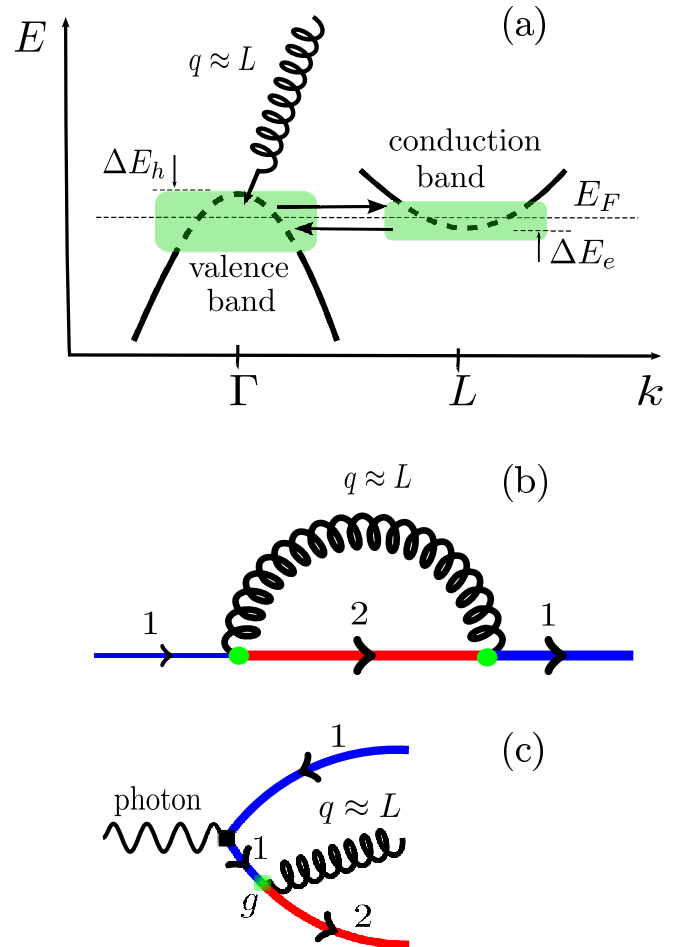 (a)
E
q ≈ L
conduction
band
ΔE_h
E_F
ΔE_e
valence
band
Γ
L
k
(b)
q ≈ L
1
2
1
(c)
1
photon
q ≈ L
1
g
2